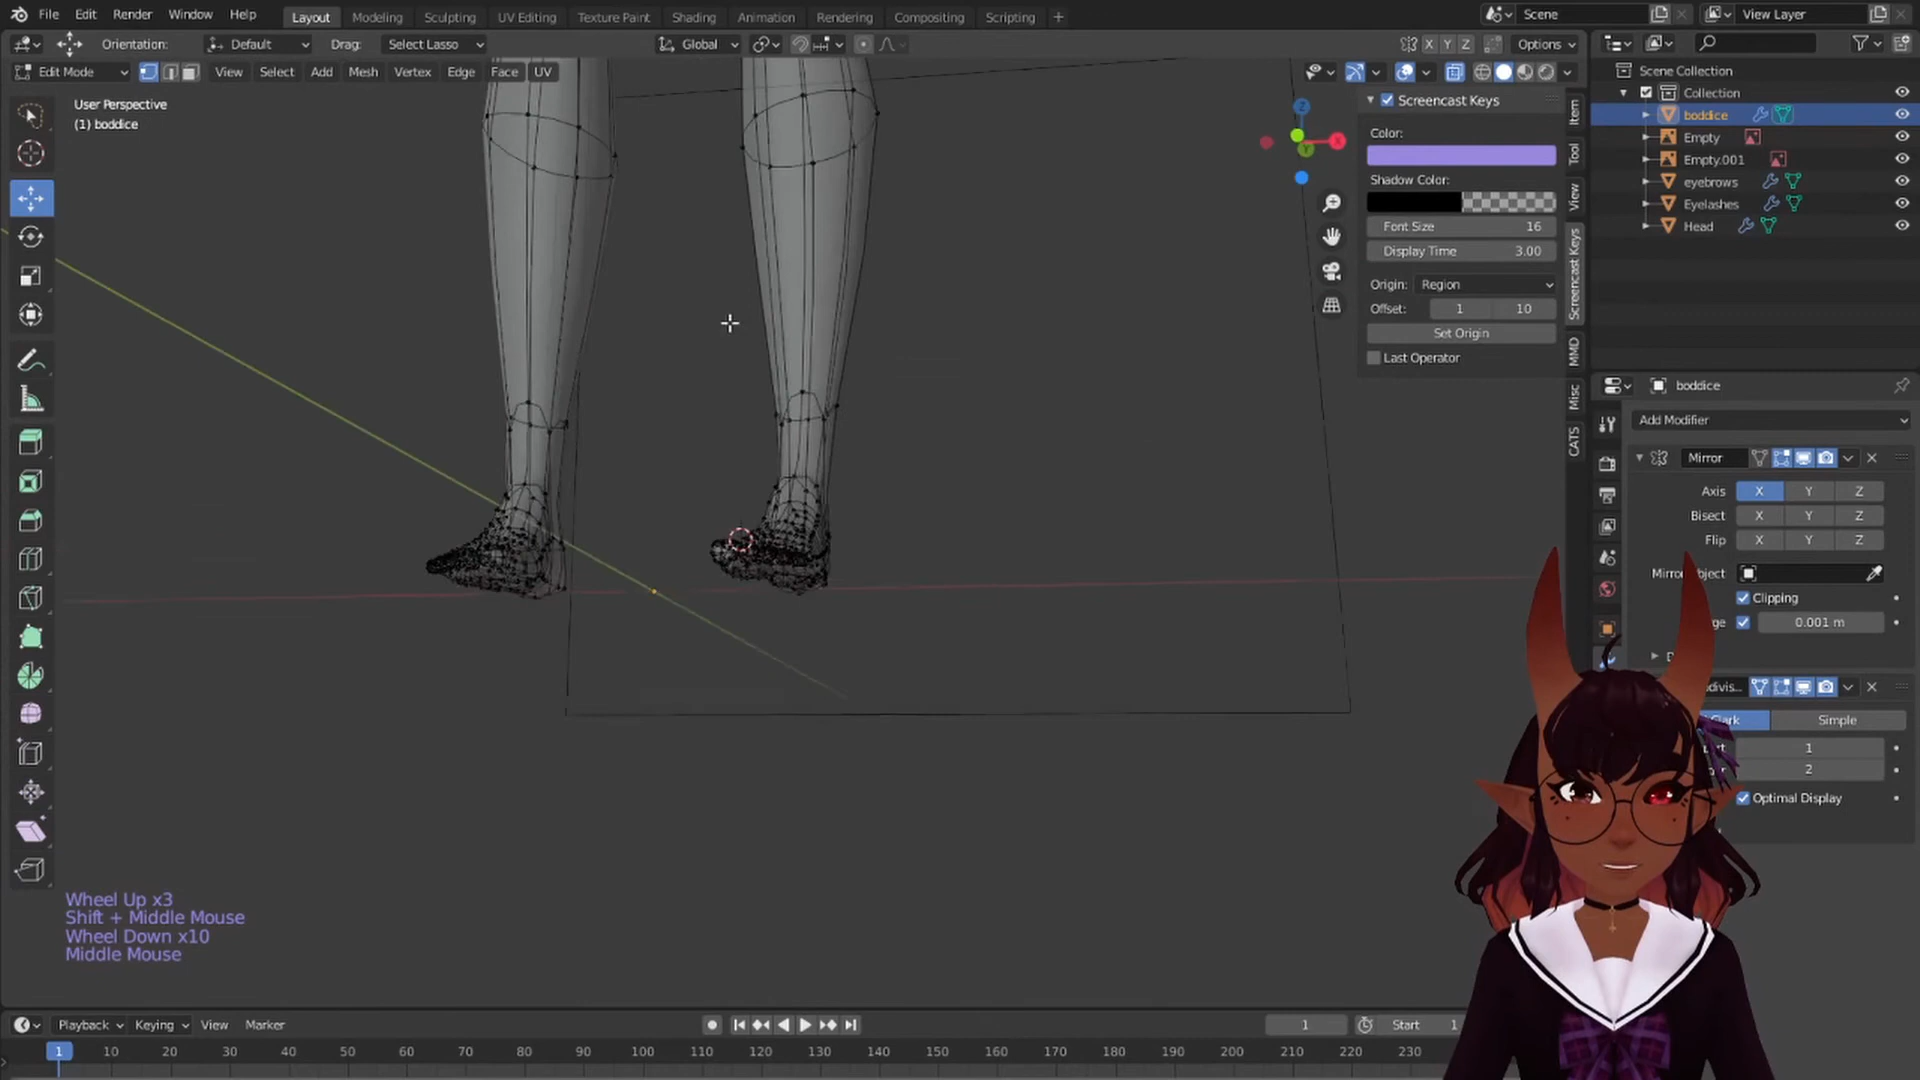 File Edit Render Window Help Layout Modeling Sculpting UV Editing Texture Paint Shading Animation Rendering Compositing Scripting + Scene View Layer
Orientation: Default Drag: Select Lasso Global X Y Z Options
Edit Mode View Select Add Mesh Vertex Edge Face UV
User Perspective
(1) boddice
Screencast Keys
Color:
Shadow Color:
Font Size 16
Display Time 3.00
Origin: Region
Offset: 1 10
Set Origin
Last Operator
Item
Tool
View
Screencast Keys
MMD
Misc
CATS
Z
X
Y
Scene Collection
Collection
boddice
Empty
Empty.001
eyebrows
Eyelashes
Head
boddice
Add Modifier
Mirror
Axis X Y Z
Bisect X Y Z
Flip X Y Z
Clipping
0.001 m
Simple
1
2
Optimal Display
Wheel Up x3
Shift + Middle Mouse
Wheel Down x10
Middle Mouse
Playback Keying View Marker 1 Start 1
1 10 20 30 40 50 60 70 80 90 100 110 120 130 140 150 160 170 180 190 200 210 220 230